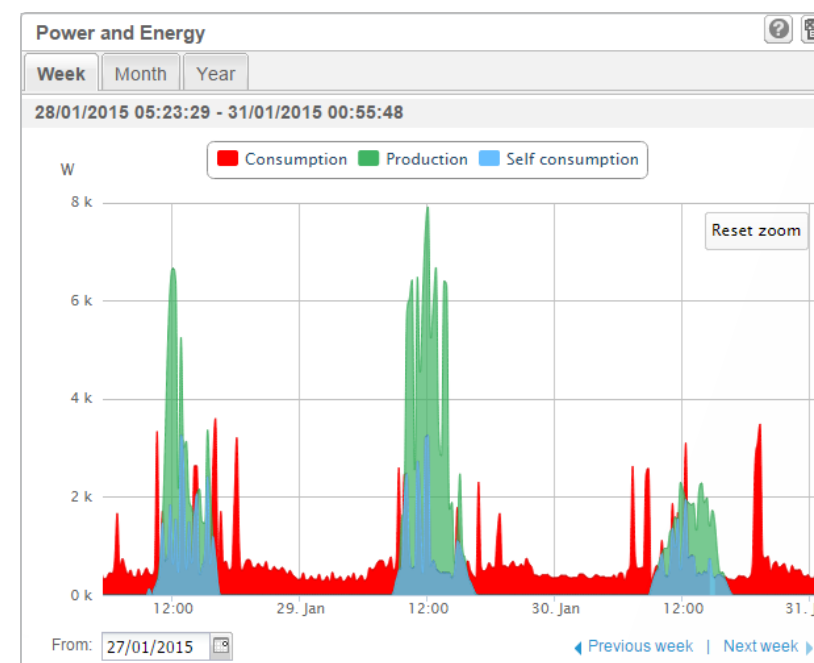 Power and Energy
Week Month Year
28/01/2015 05:23:29 - 31/01/2015 00:55:48
Consumption Production Self consumption
W
8 k
Reset zoom
6 k
4 k
2 k
0 k
12:00 29. Jan 12:00 30. Jan 12:00 31. J
From: 27/01/2015 Previous week | Next week